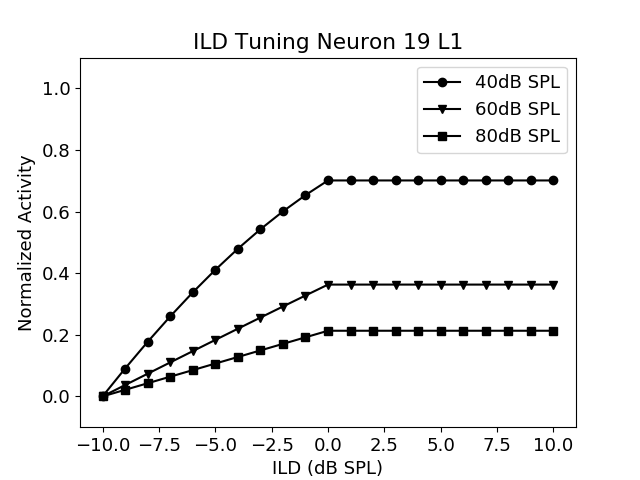 ILD Tuning Neuron 19 L1
40dB SPL
60dB SPL
80dB SPL
Normalized Activity
1.0
0.8
0.6
0.4
0.2
0.0
−10.0 −7.5 −5.0 −2.5 0.0 2.5 5.0 7.5 10.0
ILD (dB SPL)